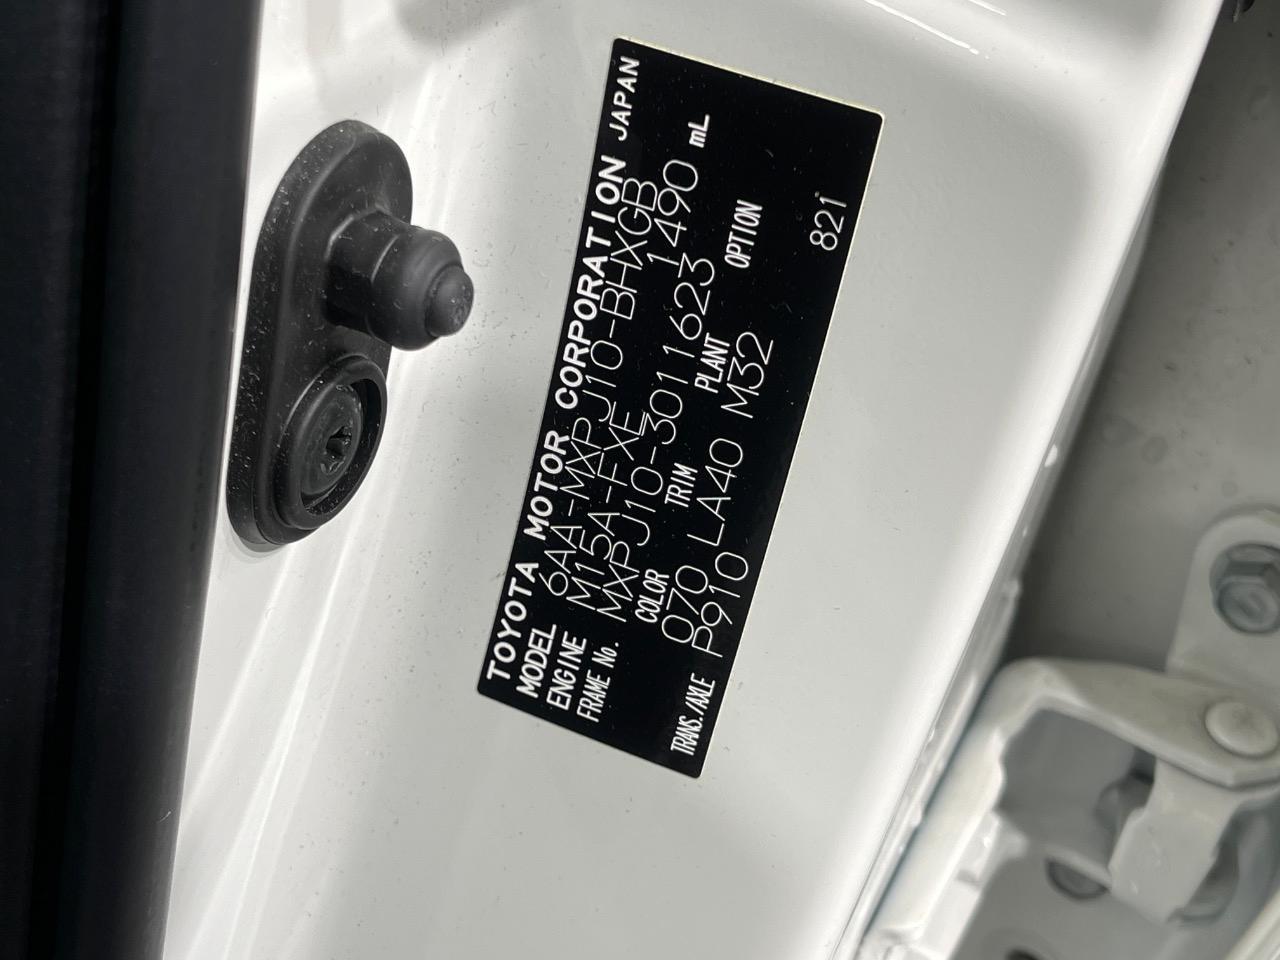 TOYOTA MOTOR CORPORATION JAPAN
MODEL 6AA-MXPJ10-BHXGB
ENGINE M15A-FXE 1490 mL
FRAME No. MXPJ10-3011623
COLOR TRIM PLANT OPTION
070 LA40 M32
TRANS./AXLE P910
821